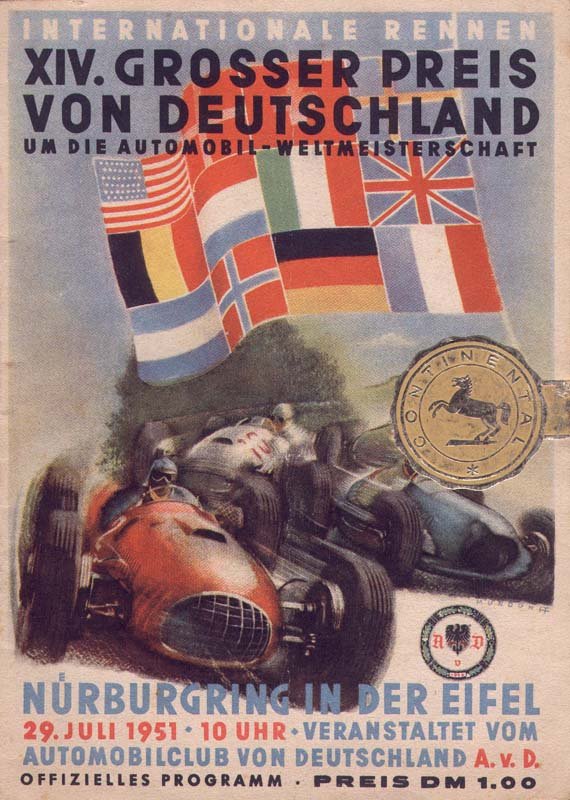 INTERNATIONALE RENNEN
XIV. GROSSER PREIS
VON DEUTSCHLAND
UM DIE AUTOMOBIL-WELTMEISTERSCHAFT
CONTINENTAL
10
A v D
NÜRBURGRING IN DER EIFEL
29. JULI 1951 · 10 UHR · VERANSTALTET VOM
AUTOMOBILCLUB VON DEUTSCHLAND A.v.D.
OFFIZIELLES PROGRAMM · PREIS DM 1.00